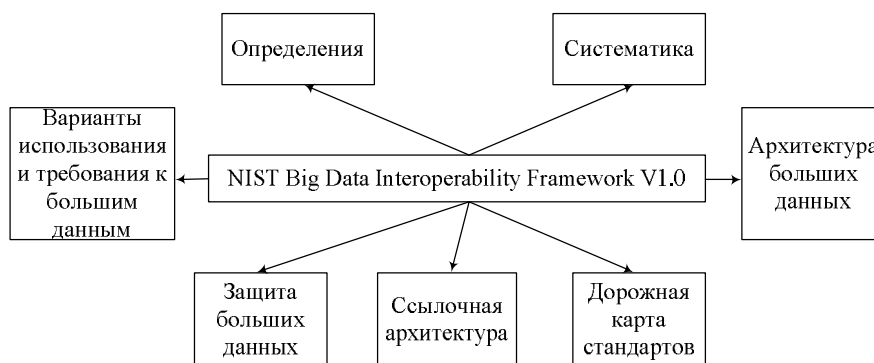 Определения
Систематика
Варианты
использования
и требования к
большим
данным
NIST Big Data Interoperability Framework V1.0
Архитектура
больших
данных
Защита
больших
данных
Ссылочная
архитектура
Дорожная
карта
стандартов